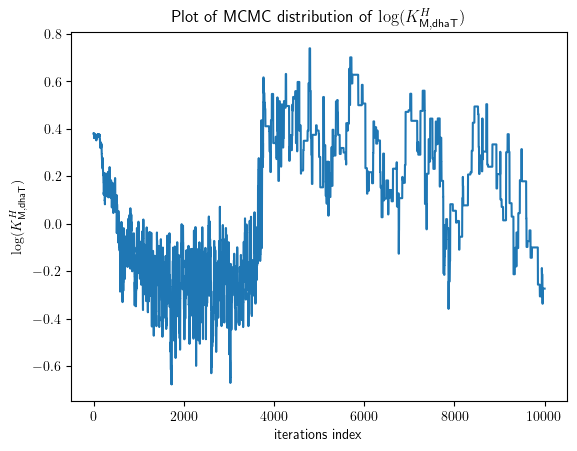 Plot of MCMC distribution of log(K^H_M,dhaT)
log(K^H_M,dhaT)
0.8
0.6
0.4
0.2
0.0
−0.2
−0.4
−0.6
0 2000 4000 6000 8000 10000
iterations index